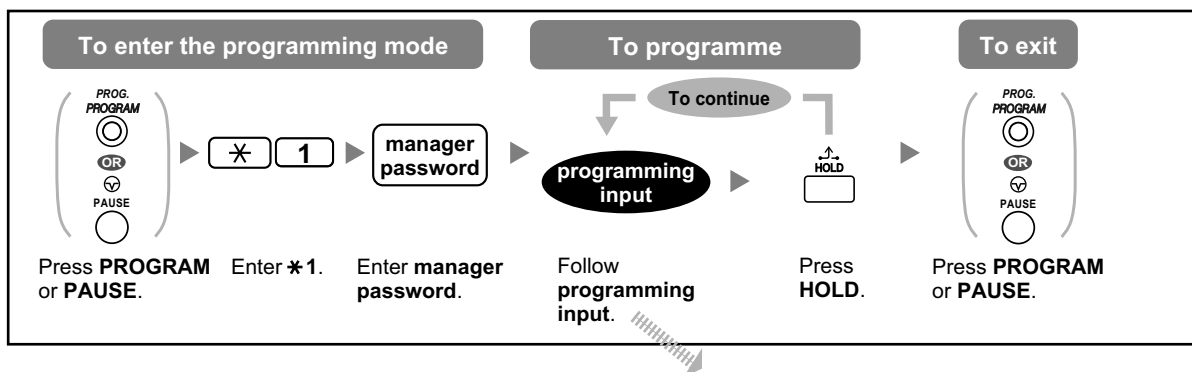 To enter the programming mode
To programme
To exit
PROG.
PROGRAM
OR
PAUSE
✱ 1
manager
password
To continue
programming
input
HOLD
PROG.
PROGRAM
OR
PAUSE
Press PROGRAM
or PAUSE.
Enter ✱1.
Enter manager
password.
Follow
programming
input.
Press
HOLD.
Press PROGRAM
or PAUSE.